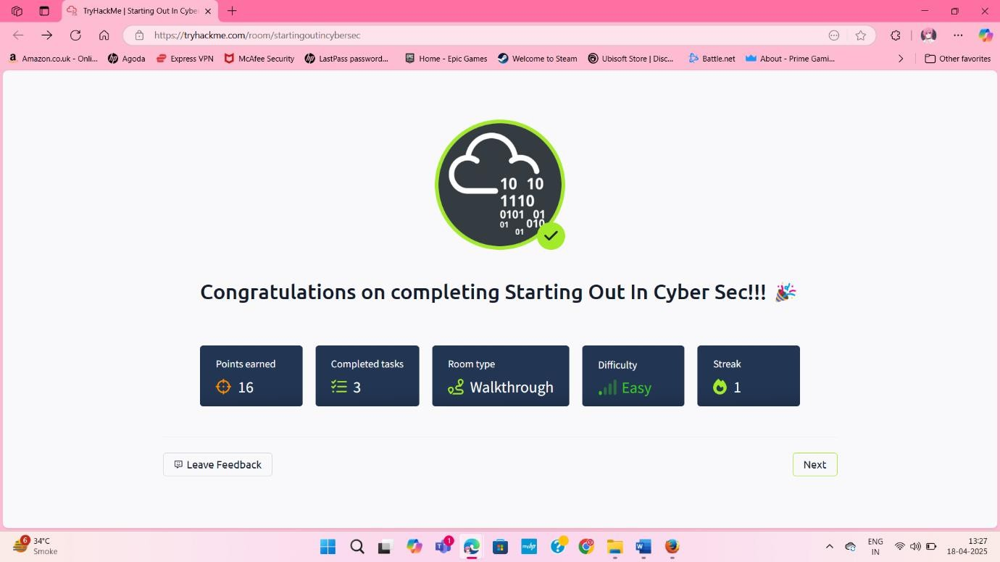 TryHackMe | Starting Out In Cybe
https://tryhackme.com/room/startingoutincybersec
Amazon.co.uk - Onli... Agoda Express VPN McAfee Security LastPass password... Home - Epic Games Welcome to Steam Ubisoft Store | Disc... Battle.net About - Prime Gami... Other favorites
10 10
1110
0101 01
01 010
01
Congratulations on completing Starting Out In Cyber Sec!!!
Points earned Completed tasks Room type Difficulty Streak
16 3 Walkthrough Easy 1
Leave Feedback Next
6 34°C Smoke 1 myhp ENG IN 13:27 18-04-2025